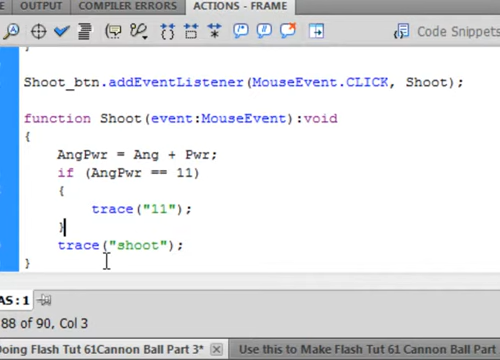 OUTPUT COMPILER ERRORS ACTIONS - FRAME
Code Snippets
Shoot_btn.addEventListener(MouseEvent.CLICK, Shoot);
function Shoot(event:MouseEvent):void
{
AngPwr = Ang + Pwr;
if (AngPwr == 11)
{
trace("11");
}
trace("shoot");
}
AS : 1
88 of 90, Col 3
Doing Flash Tut 61Cannon Ball Part 3* Use this to Make Flash Tut 61 Cannon Ball Part